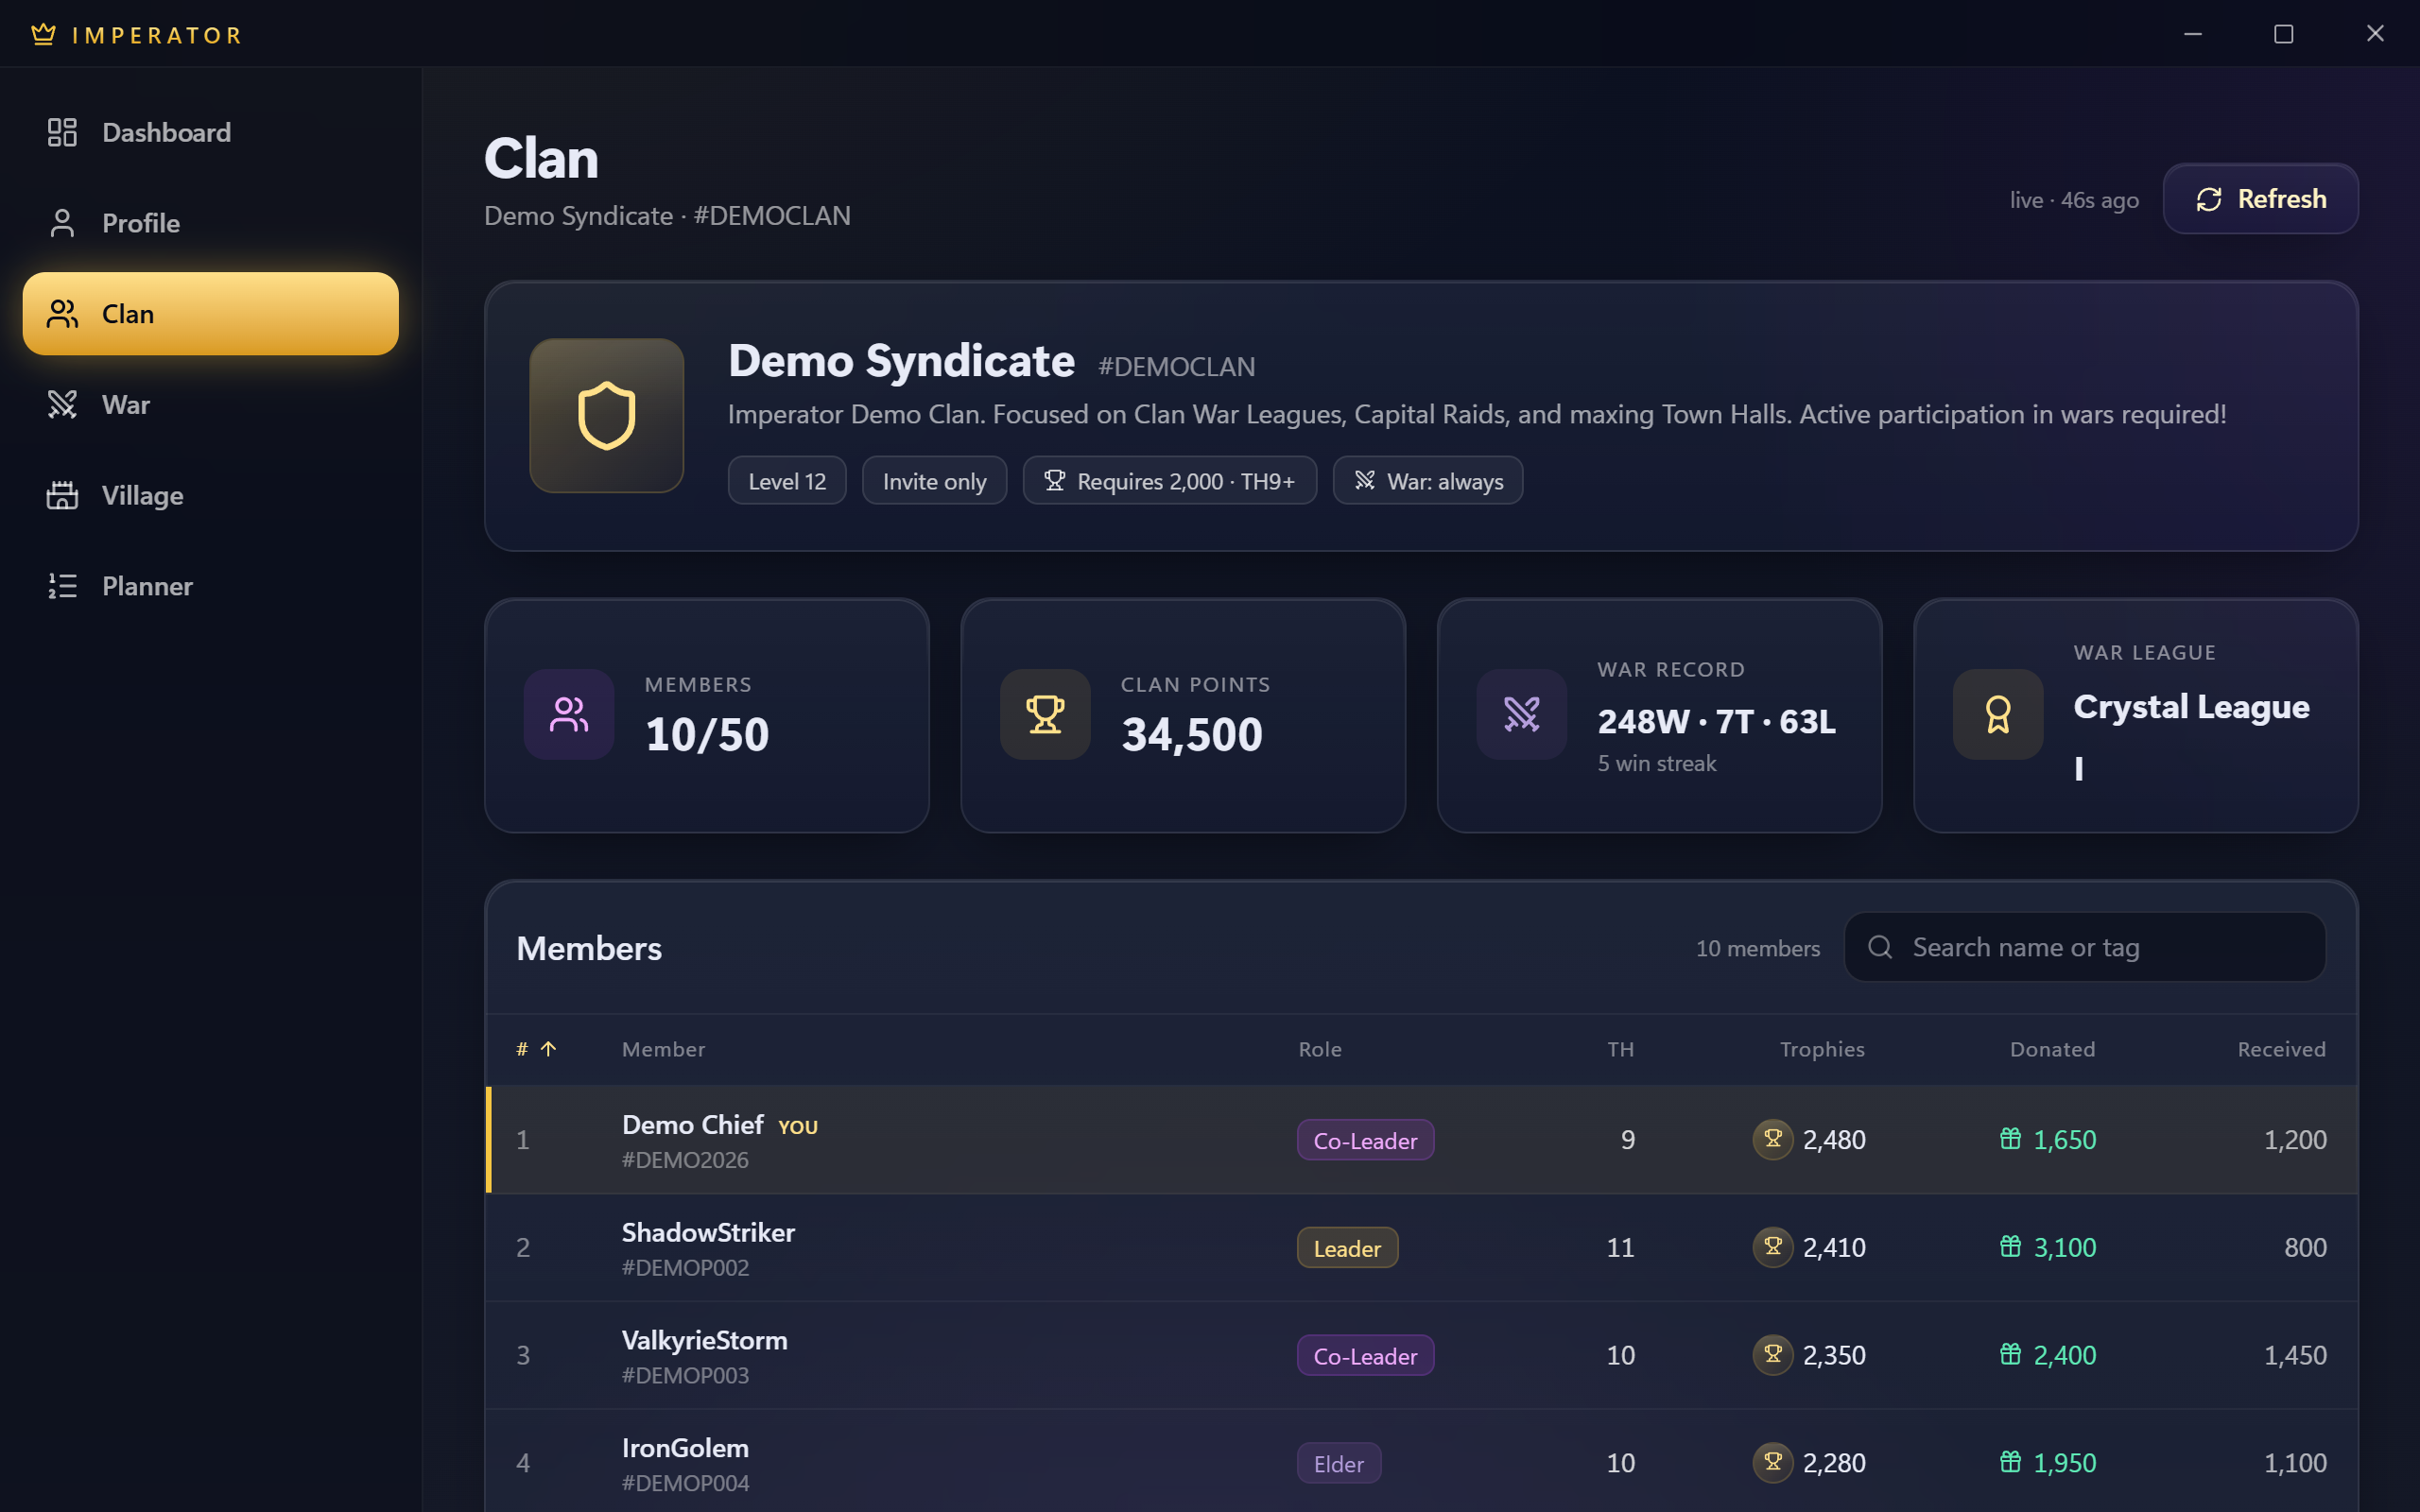 IMPERATOR
Dashboard
Profile
Clan
War
Village
Planner
Clan
Demo Syndicate · #DEMOCLAN
live · 46s ago
Refresh
Demo Syndicate #DEMOCLAN
Imperator Demo Clan. Focused on Clan War Leagues, Capital Raids, and maxing Town Halls. Active participation in wars required!
Level 12 Invite only Requires 2,000 · TH9+ War: always
MEMBERS
10/50
CLAN POINTS
34,500
WAR RECORD
248W · 7T · 63L
5 win streak
WAR LEAGUE
Crystal League
I
Members
10 members
Search name or tag
# Member Role TH Trophies Donated Received
1 Demo Chief YOU Co-Leader 9 2,480 1,650 1,200
#DEMO2026
2 ShadowStriker Leader 11 2,410 3,100 800
#DEMOP002
3 ValkyrieStorm Co-Leader 10 2,350 2,400 1,450
#DEMOP003
4 IronGolem Elder 10 2,280 1,950 1,100
#DEMOP004